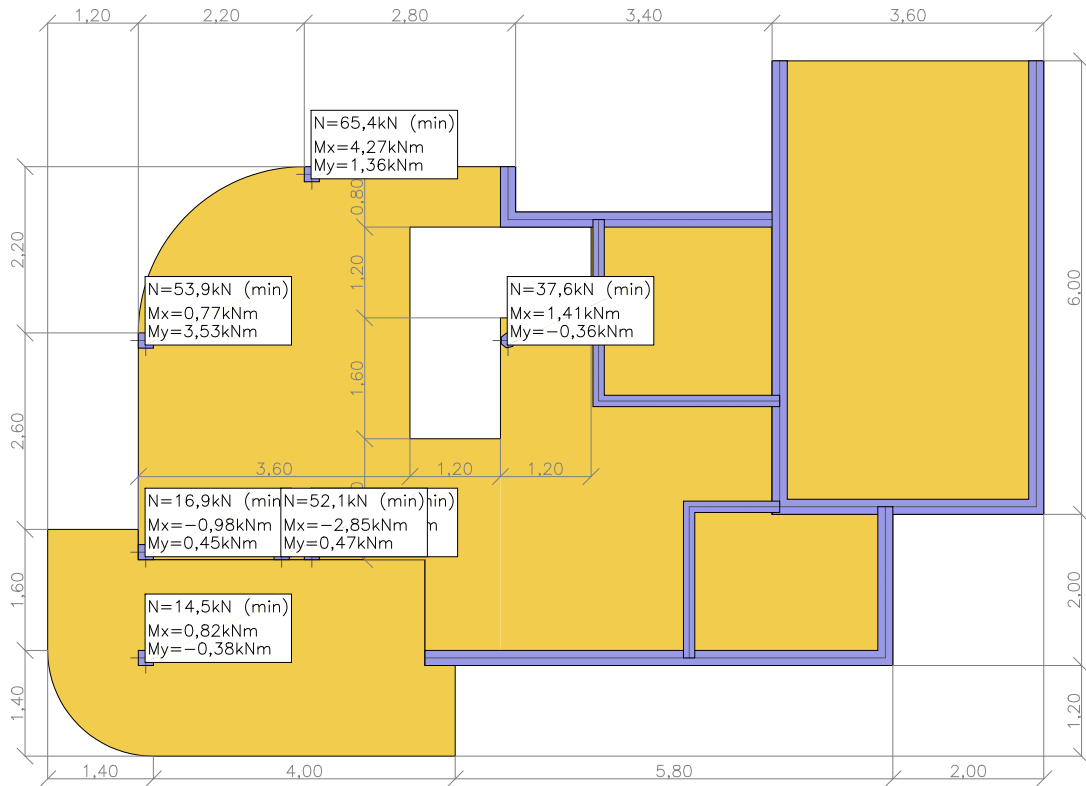 1,20 2,20 2,80 3,40 3,60
N=65,4kN (min)
Mx=4,27kNm
My=1,36kNm
0,80
2,20
1,20
6,00
N=53,9kN (min)
Mx=0,77kNm
My=3,53kNm
N=37,6kN (min)
Mx=1,41kNm
My=−0,36kNm
1,60
2,60
3,60 1,20 1,20
N=16,9kN (min
Mx=−0,98kNm
My=0,45kNm
N=52,1kN (min)
Mx=−2,85kNm
My=0,47kNm
1,60
2,00
N=14,5kN (min)
Mx=0,82kNm
My=−0,38kNm
1,40
1,20
1,40 4,00 5,80 2,00